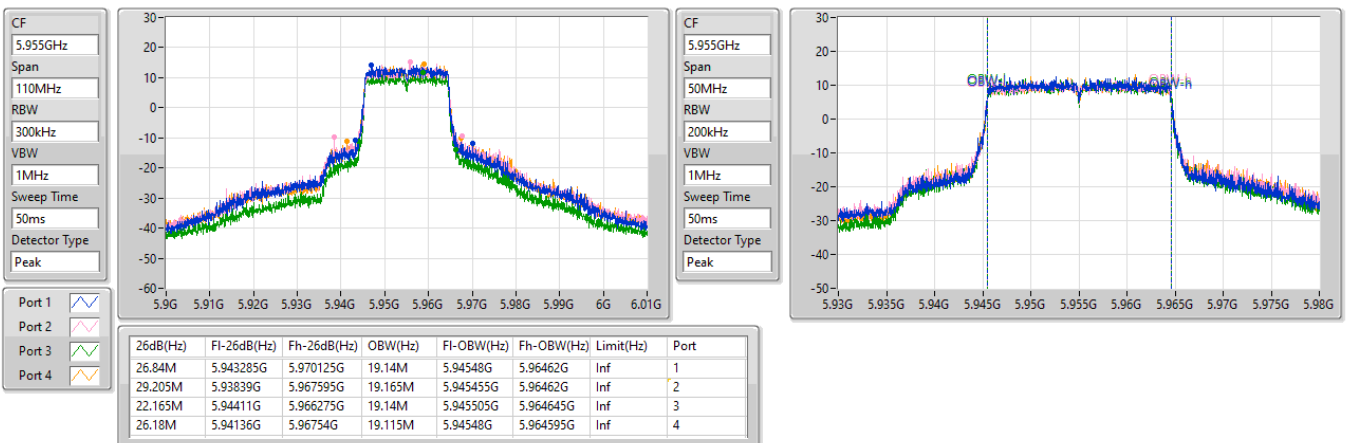 CF
5.955GHz
Span
110MHz
RBW
300kHz
VBW
1MHz
Sweep Time
50ms
Detector Type
Peak
30
20
10
0
-10
-20
-30
-40
-50
-60
5.9G 5.91G 5.92G 5.93G 5.94G 5.95G 5.96G 5.97G 5.98G 5.99G 6G 6.01G
CF
5.955GHz
Span
50MHz
RBW
200kHz
VBW
1MHz
Sweep Time
50ms
Detector Type
Peak
30
20
10
0
-10
-20
-30
-40
-50
OBW-l OBW-h
5.93G 5.935G 5.94G 5.945G 5.95G 5.955G 5.96G 5.965G 5.97G 5.975G 5.98G
Port 1
Port 2
Port 3
Port 4
26dB(Hz) Fl-26dB(Hz) Fh-26dB(Hz) OBW(Hz) Fl-OBW(Hz) Fh-OBW(Hz) Limit(Hz) Port
26.84M 5.943285G 5.970125G 19.14M 5.94548G 5.96462G Inf 1
29.205M 5.93839G 5.967595G 19.165M 5.945455G 5.96462G Inf 2
22.165M 5.94411G 5.966275G 19.14M 5.945505G 5.964645G Inf 3
26.18M 5.94136G 5.96754G 19.115M 5.94548G 5.964595G Inf 4